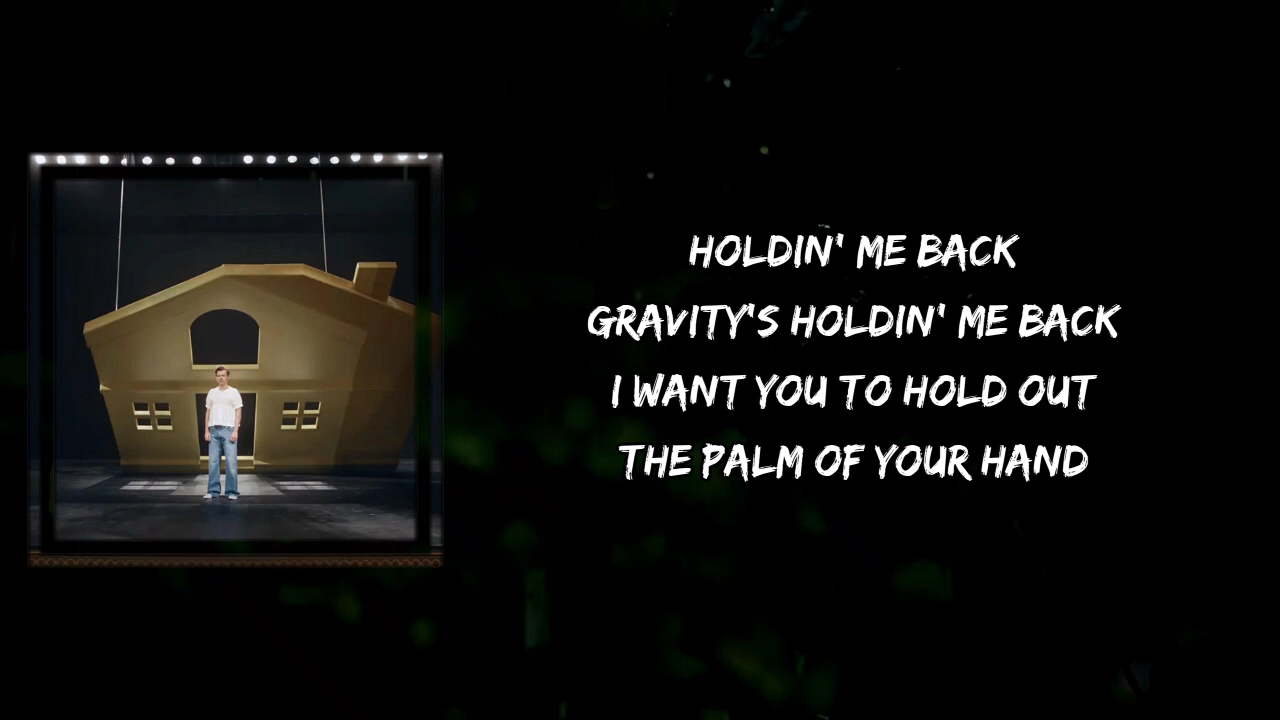 HOLDIN' ME BACK
GRAVITY'S HOLDIN' ME BACK
I WANT YOU TO HOLD OUT
THE PALM OF YOUR HAND